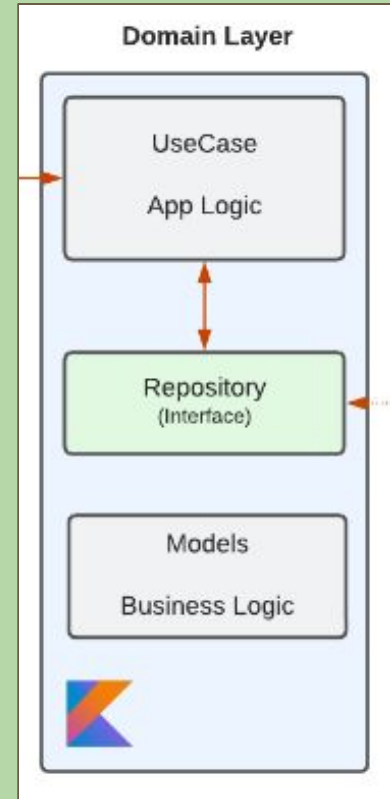 Domain Layer
UseCase
App Logic
Repository
(Interface)
Models
Business Logic